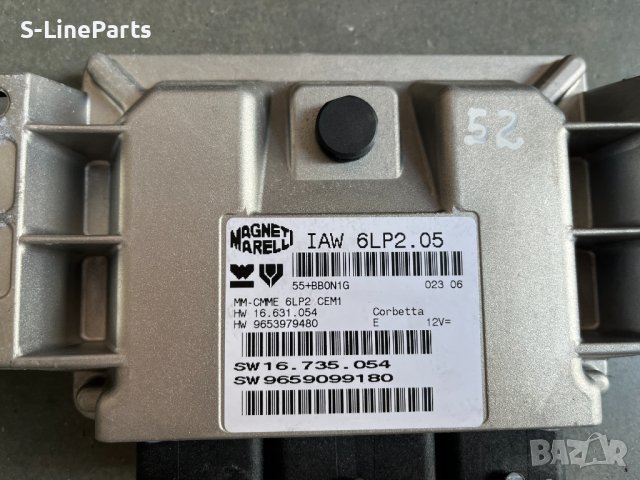 S-LineParts
52
MAGNETI MARELLI
IAW 6LP2.05
55+BB0N1G 023 06
MM-CMME 6LP2 CEM1
HW 16.631.054 Corbetta
HW 9653979480 E 12V=
SW 16.735.054
SW 9659099180
BAZAR